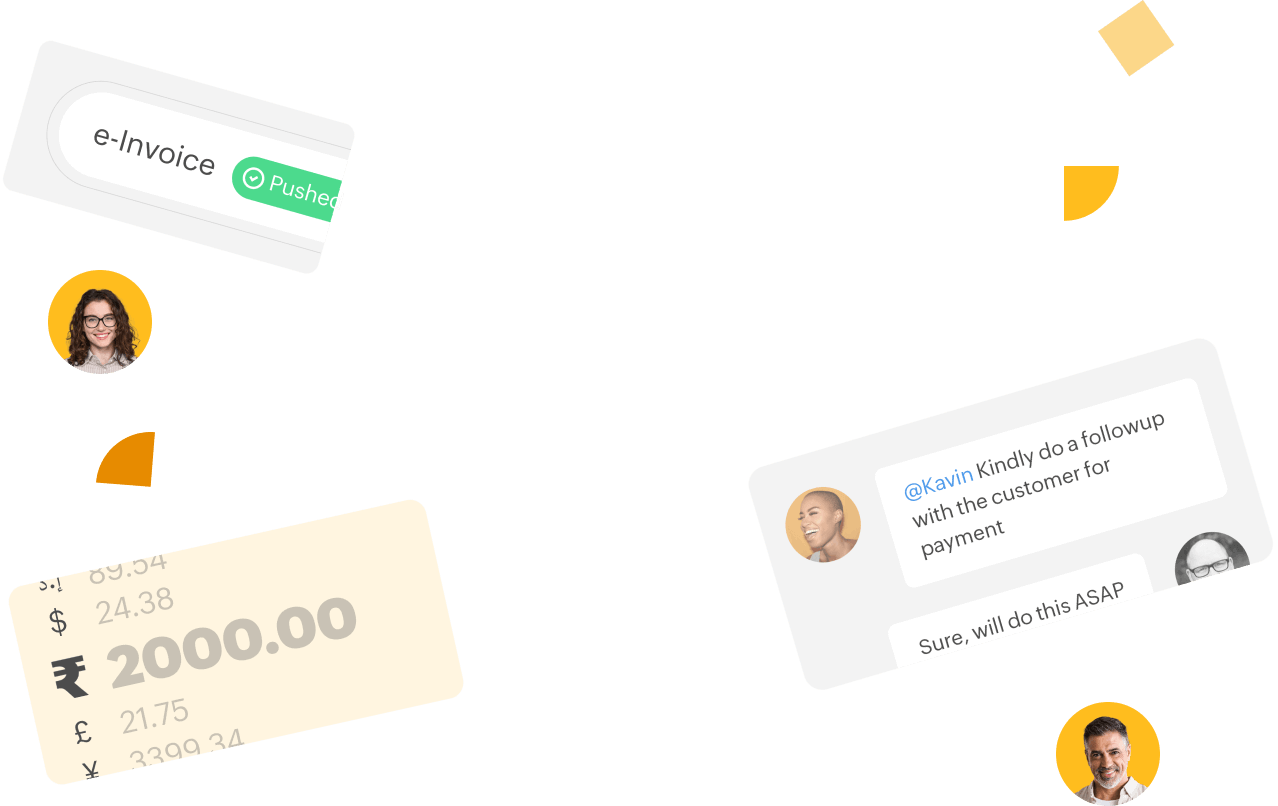 e-Invoice
Pushed
89.54
$ 24.38
₹ 2000.00
£ 21.75
¥ 3399.34
@Kavin Kindly do a followup
with the customer for
payment
Sure, will do this ASAP